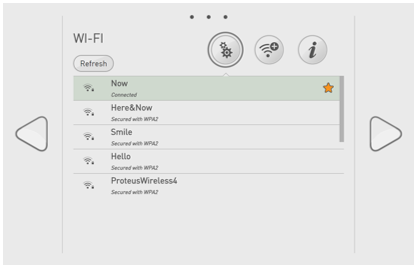 WI-FI
Refresh
Now
Connected
Here&Now
Secured with WPA2
Smile
Secured with WPA2
Hello
Secured with WPA2
ProteusWireless4
Secured with WPA2